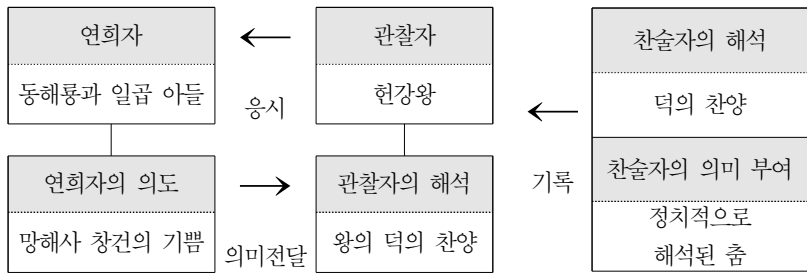 연희자
동해룡과 일곱 아들
응시
관찰자
헌강왕
연희자의 의도
망해사 창건의 기쁨
의미전달
관찰자의 해석
왕의 덕의 찬양
기록
찬술자의 해석
덕의 찬양
찬술자의 의미 부여
정치적으로
해석된 춤